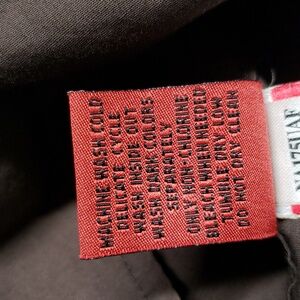 MACHINE WASH COLD
DELICATE CYCLE
WASH INSIDE OUT
WASH DARK COLORS
SEPARATELY
ONLY NON-CHLORINE
BLEACH WHEN NEEDED
TUMBLE DRY LOW
DO NOT DRY CLEAN